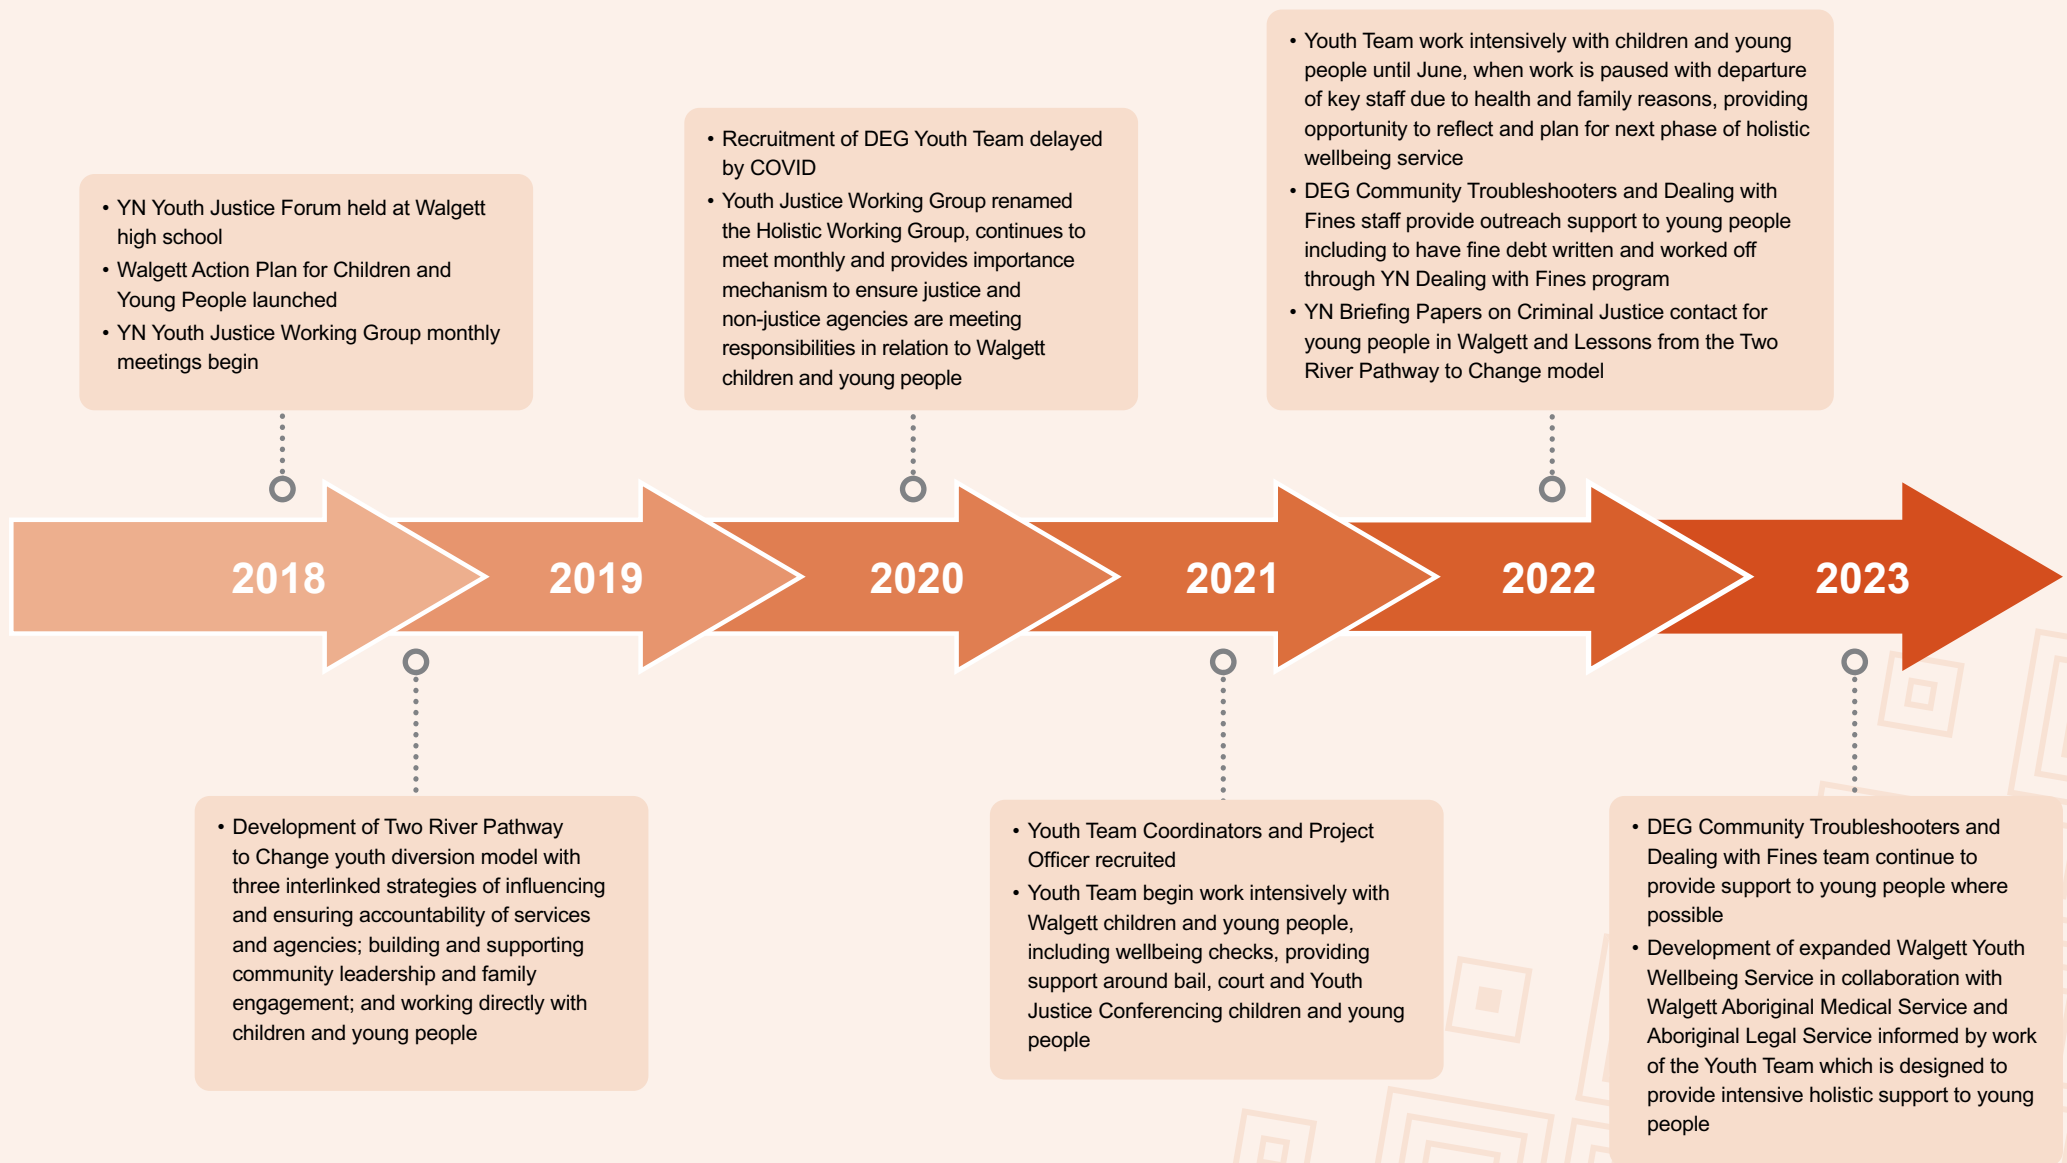 • YN Youth Justice Forum held at Walgett
high school
• Walgett Action Plan for Children and
Young People launched
• YN Youth Justice Working Group monthly
meetings begin
• Recruitment of DEG Youth Team delayed
by COVID
• Youth Justice Working Group renamed
the Holistic Working Group, continues to
meet monthly and provides importance
mechanism to ensure justice and
non-justice agencies are meeting
responsibilities in relation to Walgett
children and young people
• Youth Team work intensively with children and young
people until June, when work is paused with departure
of key staff due to health and family reasons, providing
opportunity to reflect and plan for next phase of holistic
wellbeing service
• DEG Community Troubleshooters and Dealing with
Fines staff provide outreach support to young people
including to have fine debt written and worked off
through YN Dealing with Fines program
• YN Briefing Papers on Criminal Justice contact for
young people in Walgett and Lessons from the Two
River Pathway to Change model
2018
2019
2020
2021
2022
2023
• Development of Two River Pathway
to Change youth diversion model with
three interlinked strategies of influencing
and ensuring accountability of services
and agencies; building and supporting
community leadership and family
engagement; and working directly with
children and young people
• Youth Team Coordinators and Project
Officer recruited
• Youth Team begin work intensively with
Walgett children and young people,
including wellbeing checks, providing
support around bail, court and Youth
Justice Conferencing children and young
people
• DEG Community Troubleshooters and
Dealing with Fines team continue to
provide support to young people where
possible
• Development of expanded Walgett Youth
Wellbeing Service in collaboration with
Walgett Aboriginal Medical Service and
Aboriginal Legal Service informed by work
of the Youth Team which is designed to
provide intensive holistic support to young
people